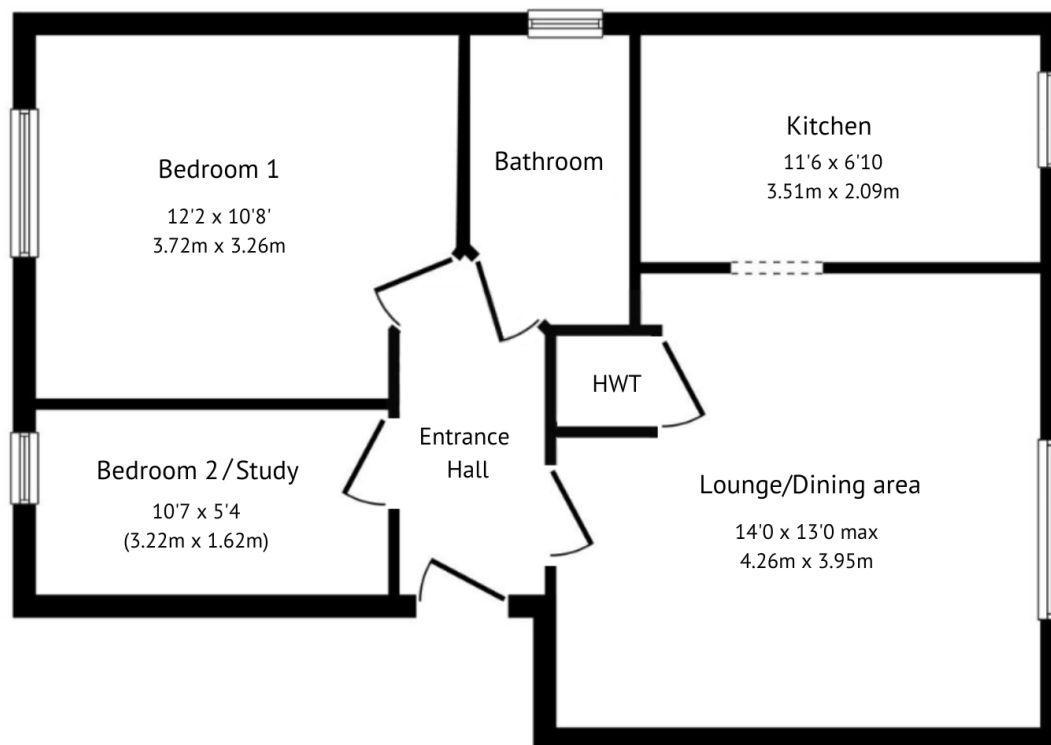 Bedroom 1
12'2 x 10'8'
3.72m x 3.26m
Bathroom
Kitchen
11'6 x 6'10
3.51m x 2.09m
HWT
Entrance
Hall
Bedroom 2/Study
10'7 x 5'4
(3.22m x 1.62m)
Lounge/Dining area
14'0 x 13'0 max
4.26m x 3.95m